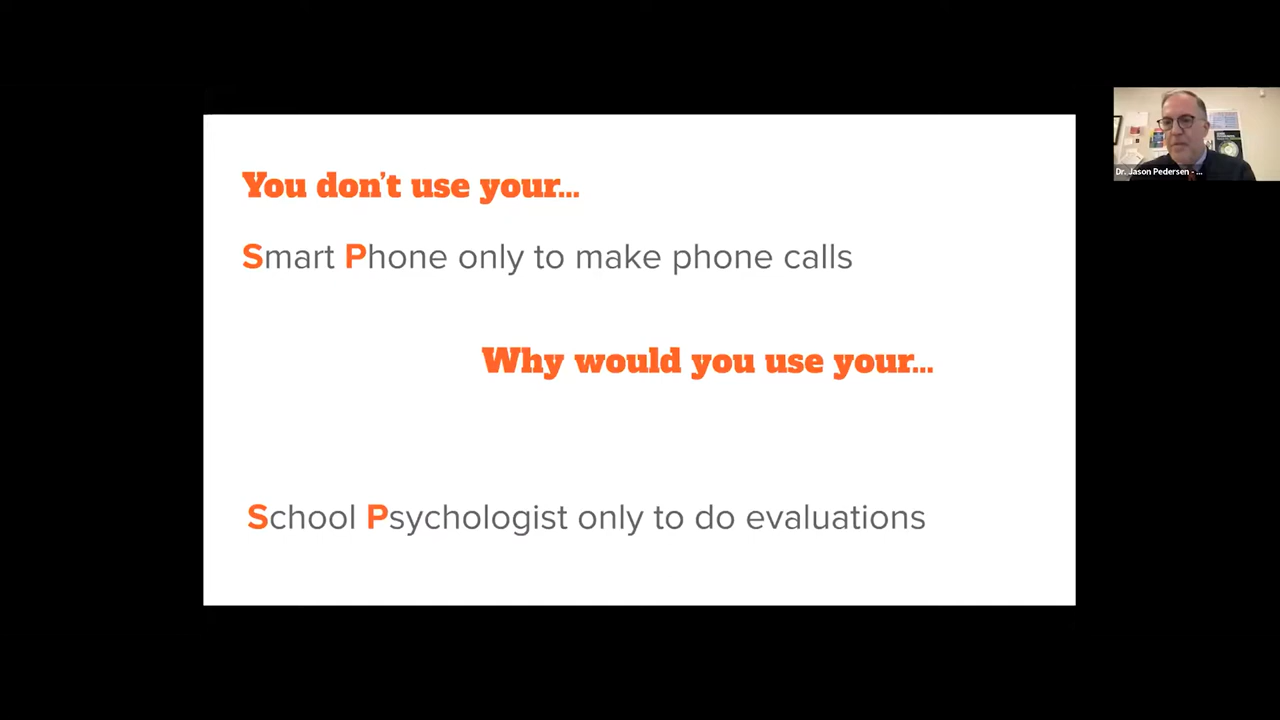 You don't use your...
Smart Phone only to make phone calls
Why would you use your...
School Psychologist only to do evaluations
Dr. Jason Pedersen - ...